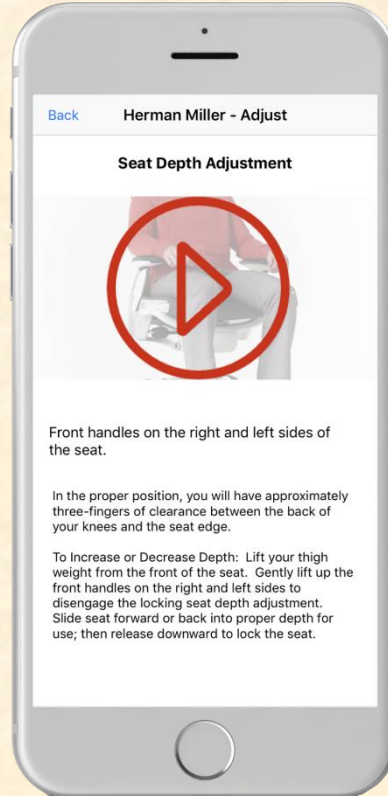 Back Herman Miller - Adjust
Seat Depth Adjustment
Front handles on the right and left sides of
the seat.
In the proper position, you will have approximately
three-fingers of clearance between the back of
your knees and the seat edge.
To Increase or Decrease Depth:  Lift your thigh
weight from the front of the seat.  Gently lift up the
front handles on the right and left sides to
disengage the locking seat depth adjustment.
Slide seat forward or back into proper depth for
use; then release downward to lock the seat.